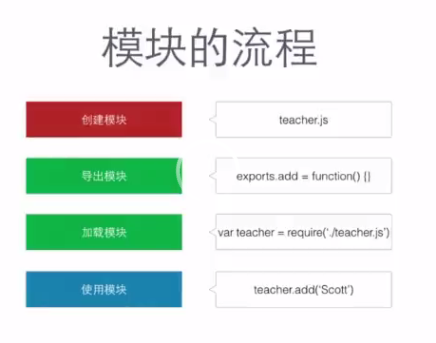 模块的流程
创建模块
teacher.js
导出模块
exports.add = function() {}
加载模块
var teacher = require('./teacher.js')
使用模块
teacher.add('Scott')